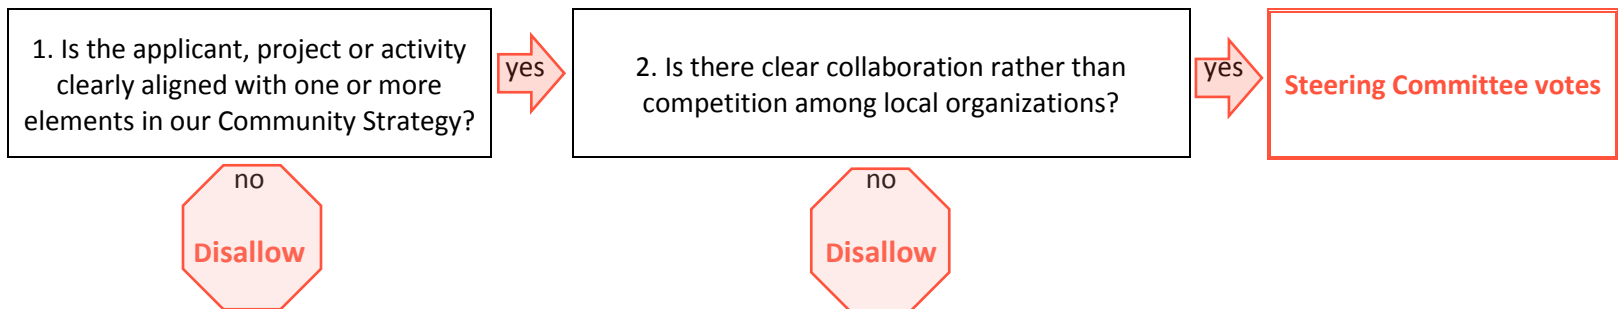 1. Is the applicant, project or activity
clearly aligned with one or more
elements in our Community Strategy?
yes
2. Is there clear collaboration rather than
competition among local organizations?
yes
Steering Committee votes
no
Disallow
no
Disallow